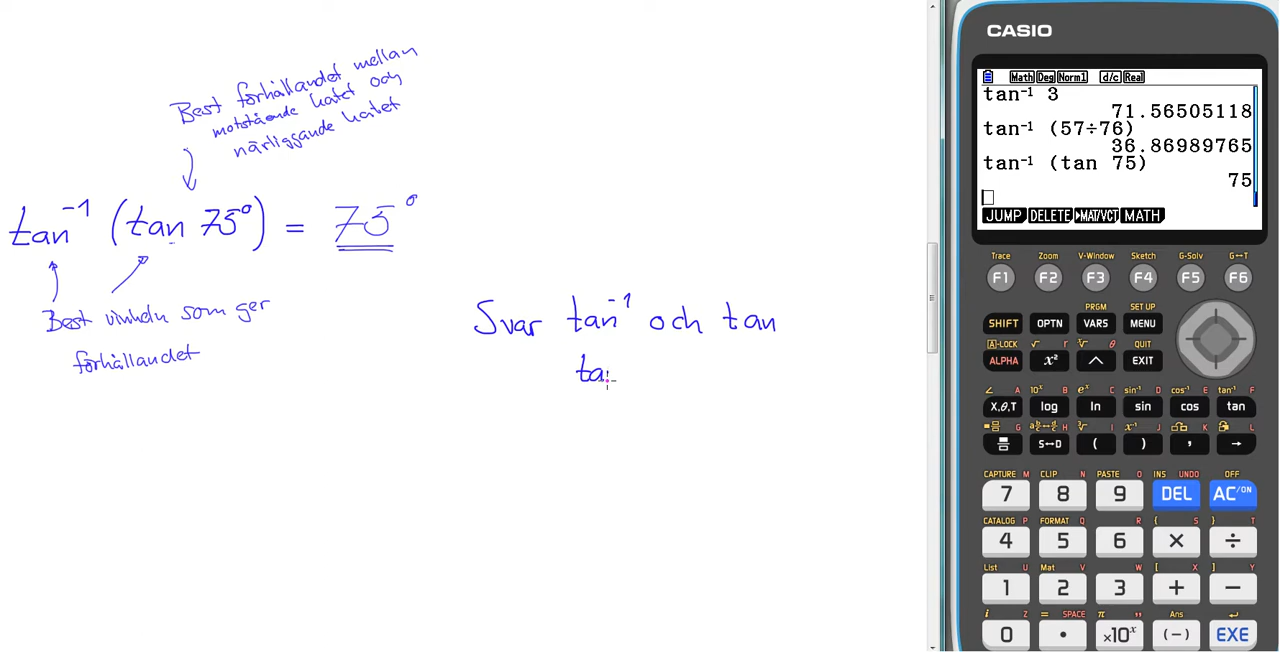 Best förhållandet mellan
motstående katet och
närliggande katet
tan⁻¹ (tan 75°) = 75°
Best vinkeln som ger
förhållandet
Svar tan⁻¹ och tan
ta
CASIO
Math Deg Norm1 d/c Real
tan⁻¹ 3
71.56505118
tan⁻¹ (57÷76)
36.86989765
tan⁻¹ (tan 75)
75
JUMP DELETE ▶MAT/VCT MATH
Trace Zoom V-Window Sketch G-Solv G↔T
F1 F2 F3 F4 F5 F6
PRGM SET UP
SHIFT OPTN VARS MENU
A-LOCK √ r ∛ θ QUIT
ALPHA x² ^ EXIT
∠ A 10ˣ B eˣ C sin⁻¹ D cos⁻¹ E tan⁻¹ F
X,θ,T log ln sin cos tan
G H I x⁻¹ J K L
S↔D ( ) , →
CAPTURE M CLIP N PASTE O INS UNDO OFF
7 8 9 DEL AC/ON
CATALOG P FORMAT Q R { S } T
4 5 6 × ÷
List U Mat V W [ X ] Y
1 2 3 + −
i Z = SPACE π " Ans ↵
0 • ×10ˣ (−) EXE